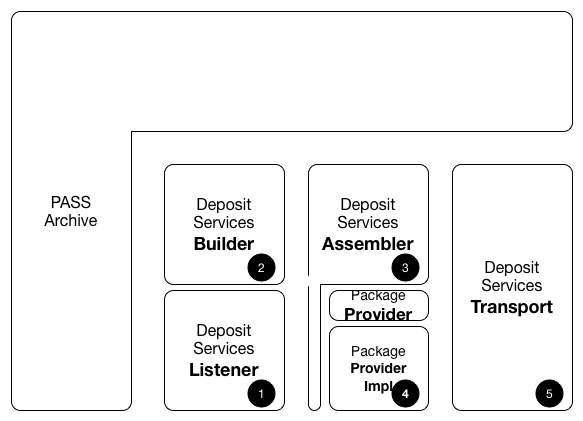 PASS
Archive
Deposit
Services
Builder
2
Deposit
Services
Listener
1
Deposit
Services
Assembler
3
Package
Provider
Package
Provider
Impl
4
Deposit
Services
Transport
5